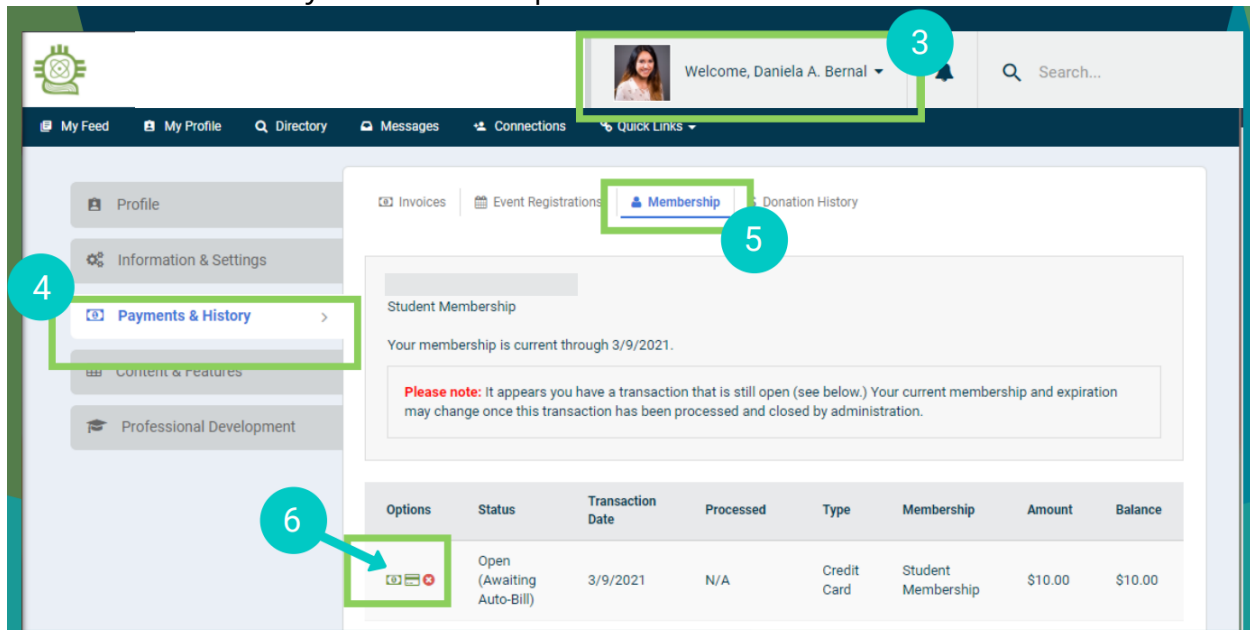 3
Welcome, Daniela A. Bernal
Search...
My Feed My Profile Directory Messages Connections Quick Links
Profile
Invoices Event Registrations Membership Donation History
5
Information & Settings
4
Payments & History
Student Membership
Your membership is current through 3/9/2021.
Content & Features
Please note: It appears you have a transaction that is still open (see below.) Your current membership and expiration
may change once this transaction has been processed and closed by administration.
Professional Development
6
Options Status Transaction Date Processed Type Membership Amount Balance
Open
(Awaiting
Auto-Bill)
3/9/2021 N/A Credit Card Student Membership $10.00 $10.00